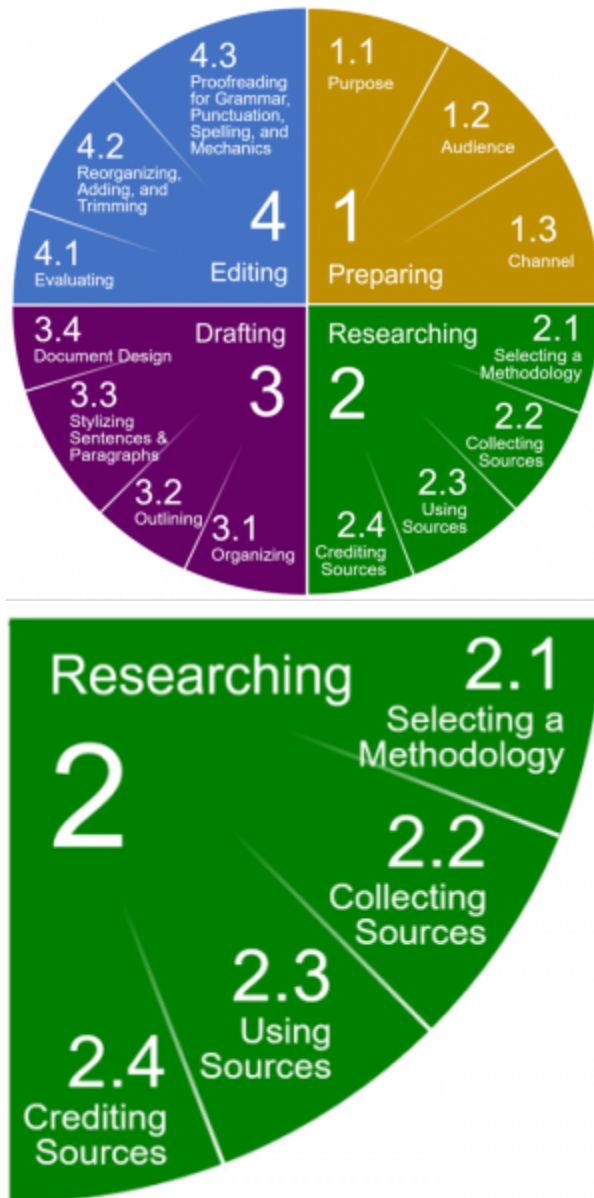 4.3
Proofreading
for Grammar,
Punctuation,
Spelling, and
Mechanics
4.2
Reorganizing,
Adding, and
Trimming
4.1
Evaluating
4
Editing
1.1
Purpose
1.2
Audience
1.3
Channel
1
Preparing
3.4
Document Design
3.3
Stylizing
Sentences &
Paragraphs
3.2
Outlining
3.1
Organizing
Drafting
3
Researching
2
2.1
Selecting a
Methodology
2.2
Collecting
Sources
2.3
Using
Sources
2.4
Crediting
Sources
Researching
2
2.1
Selecting a
Methodology
2.2
Collecting
Sources
2.3
Using
Sources
2.4
Crediting
Sources